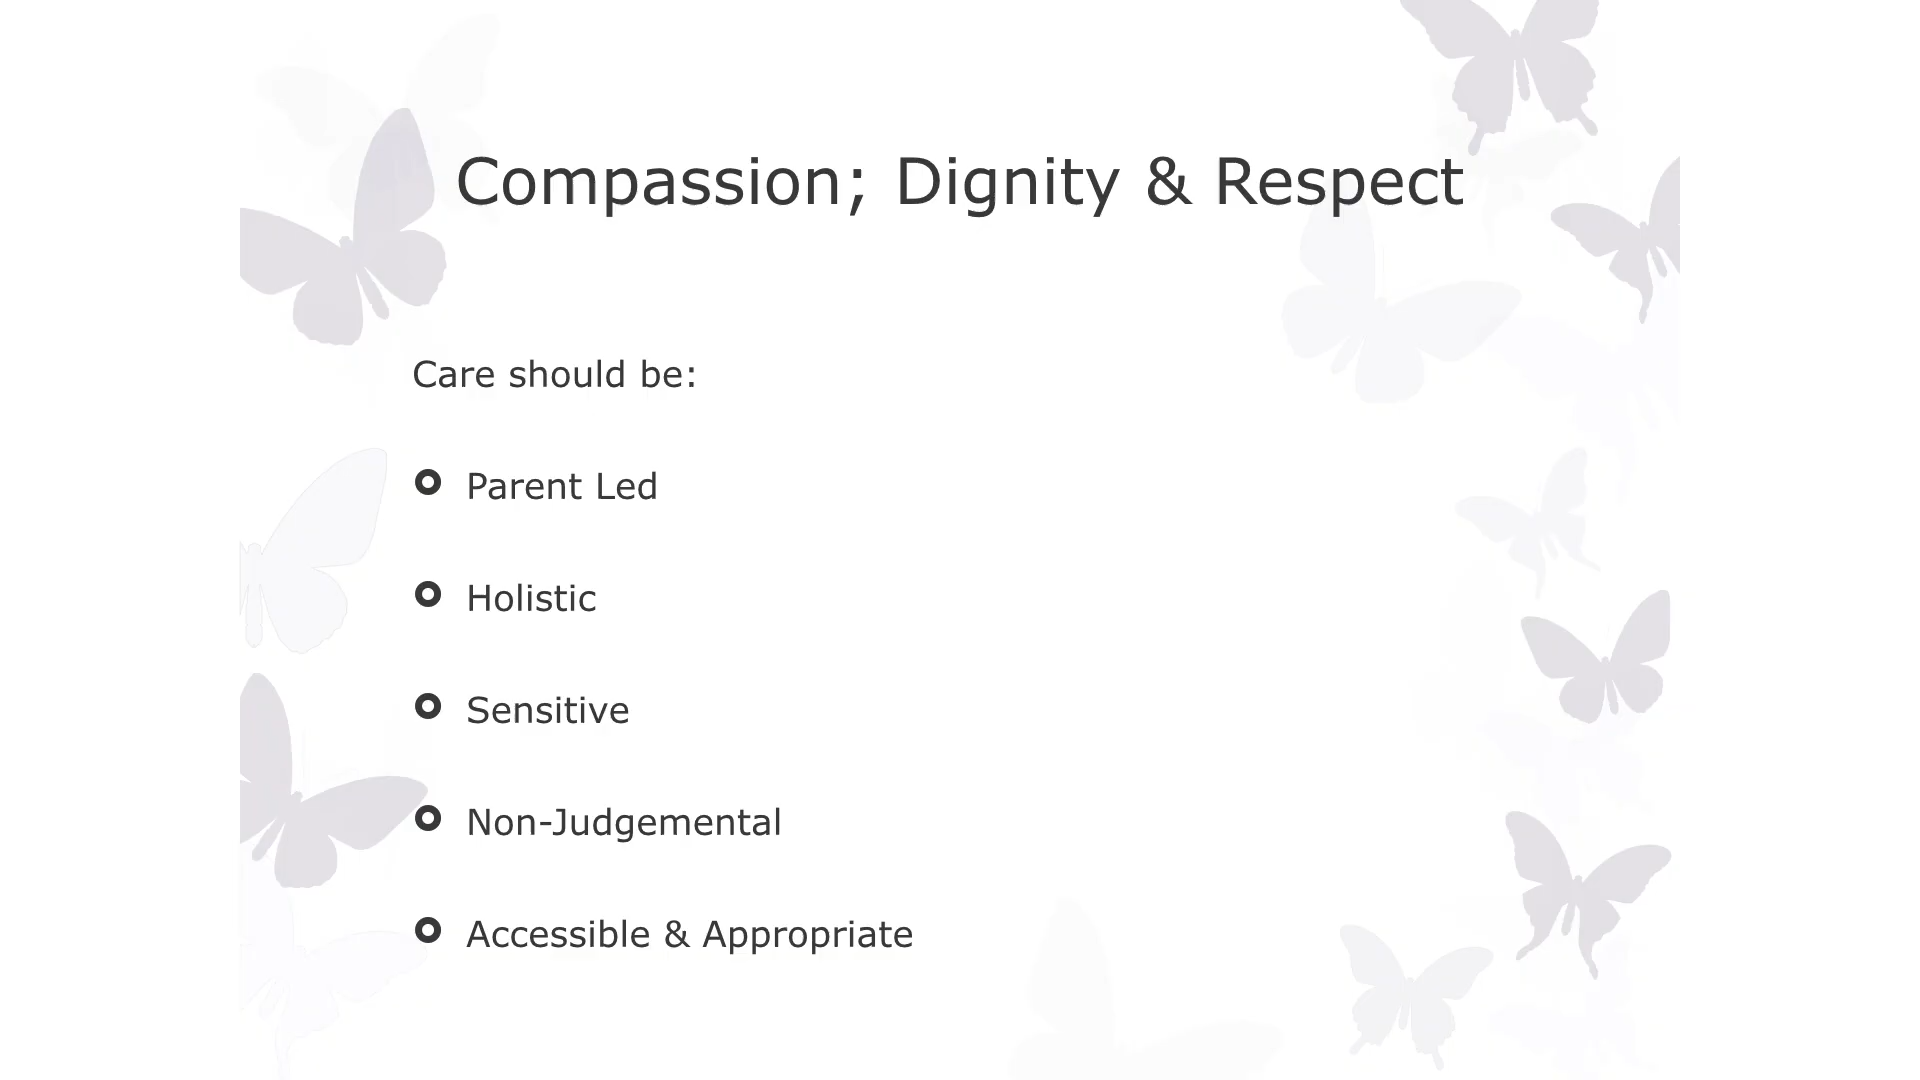 Compassion; Dignity & Respect
Care should be:
Parent Led
Holistic
Sensitive
Non-Judgemental
Accessible & Appropriate